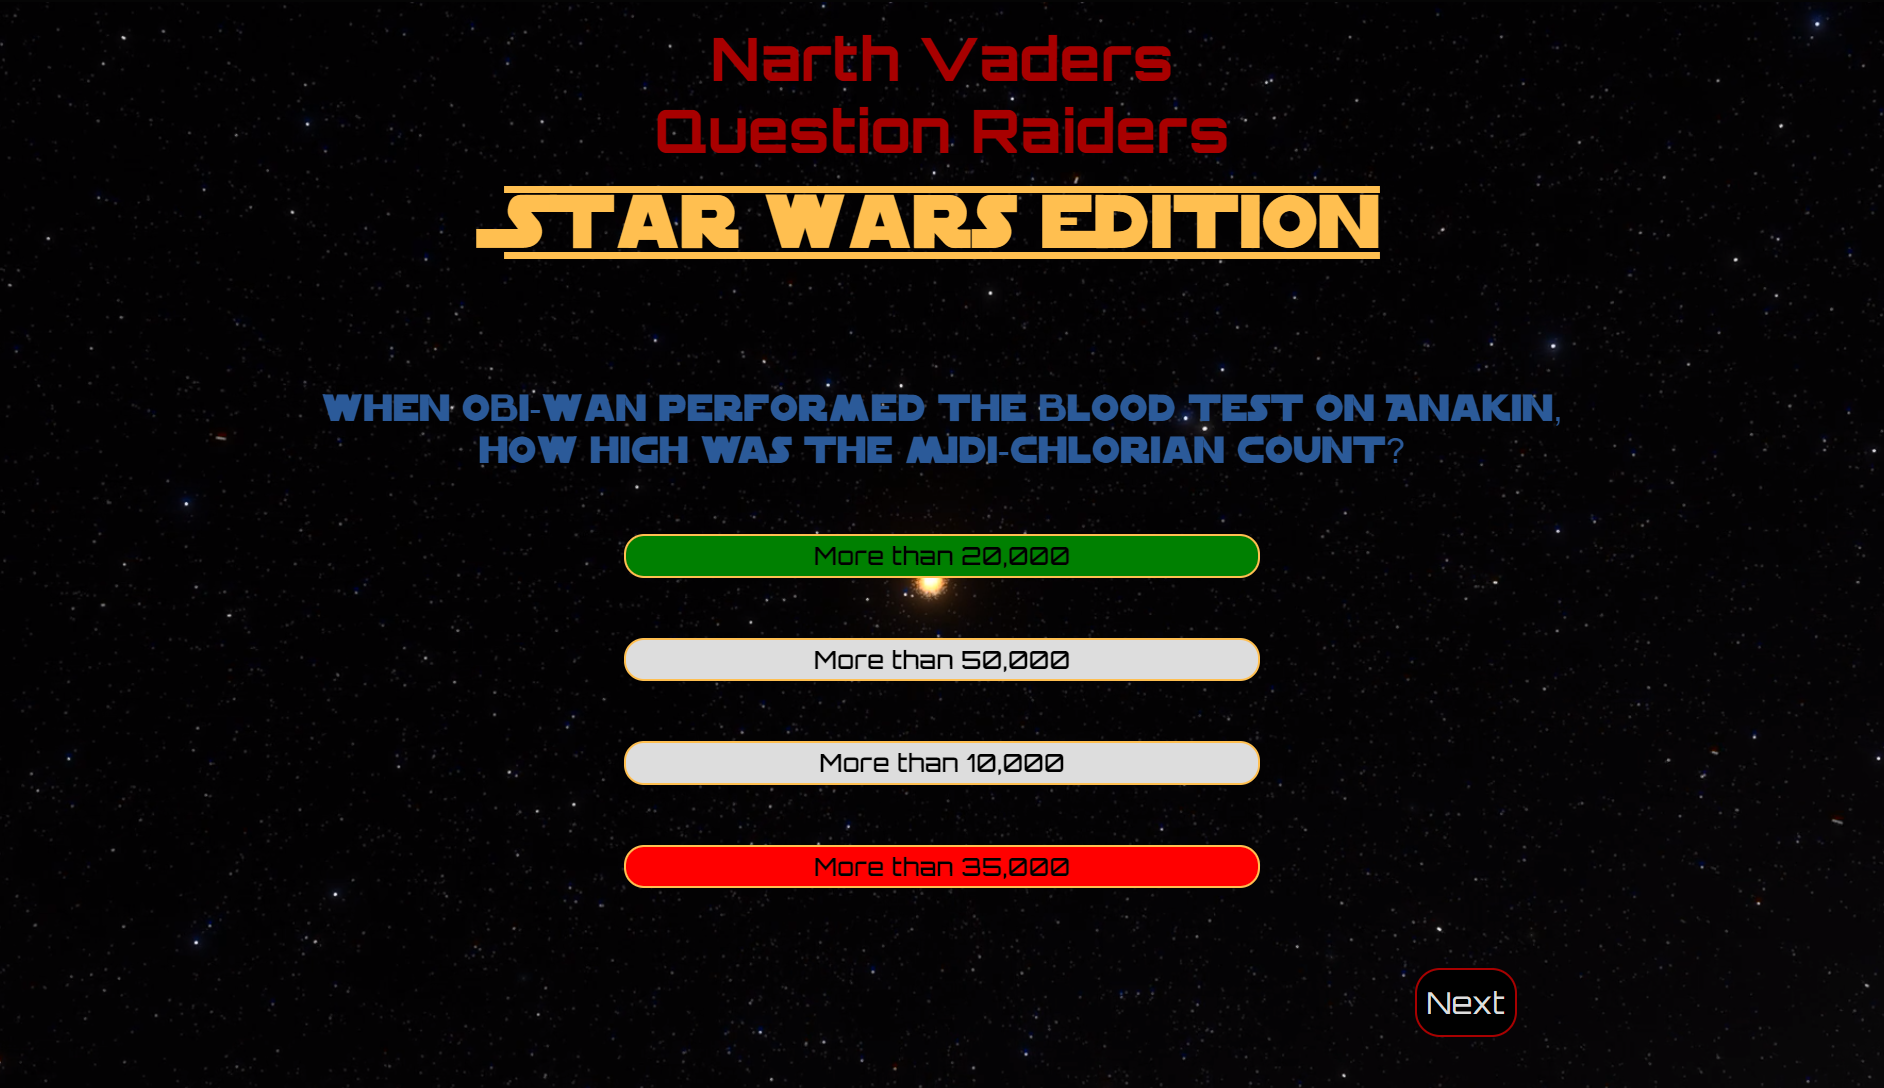 Narth Vaders
Question Raiders
STAR WARS EDITION
WHEN OBI-WAN PERFORMED THE BLOOD TEST ON ANAKIN,
HOW HIGH WAS THE MIDI-CHLORIAN COUNT?
More than 20,000
More than 50,000
More than 10,000
More than 35,000
Next